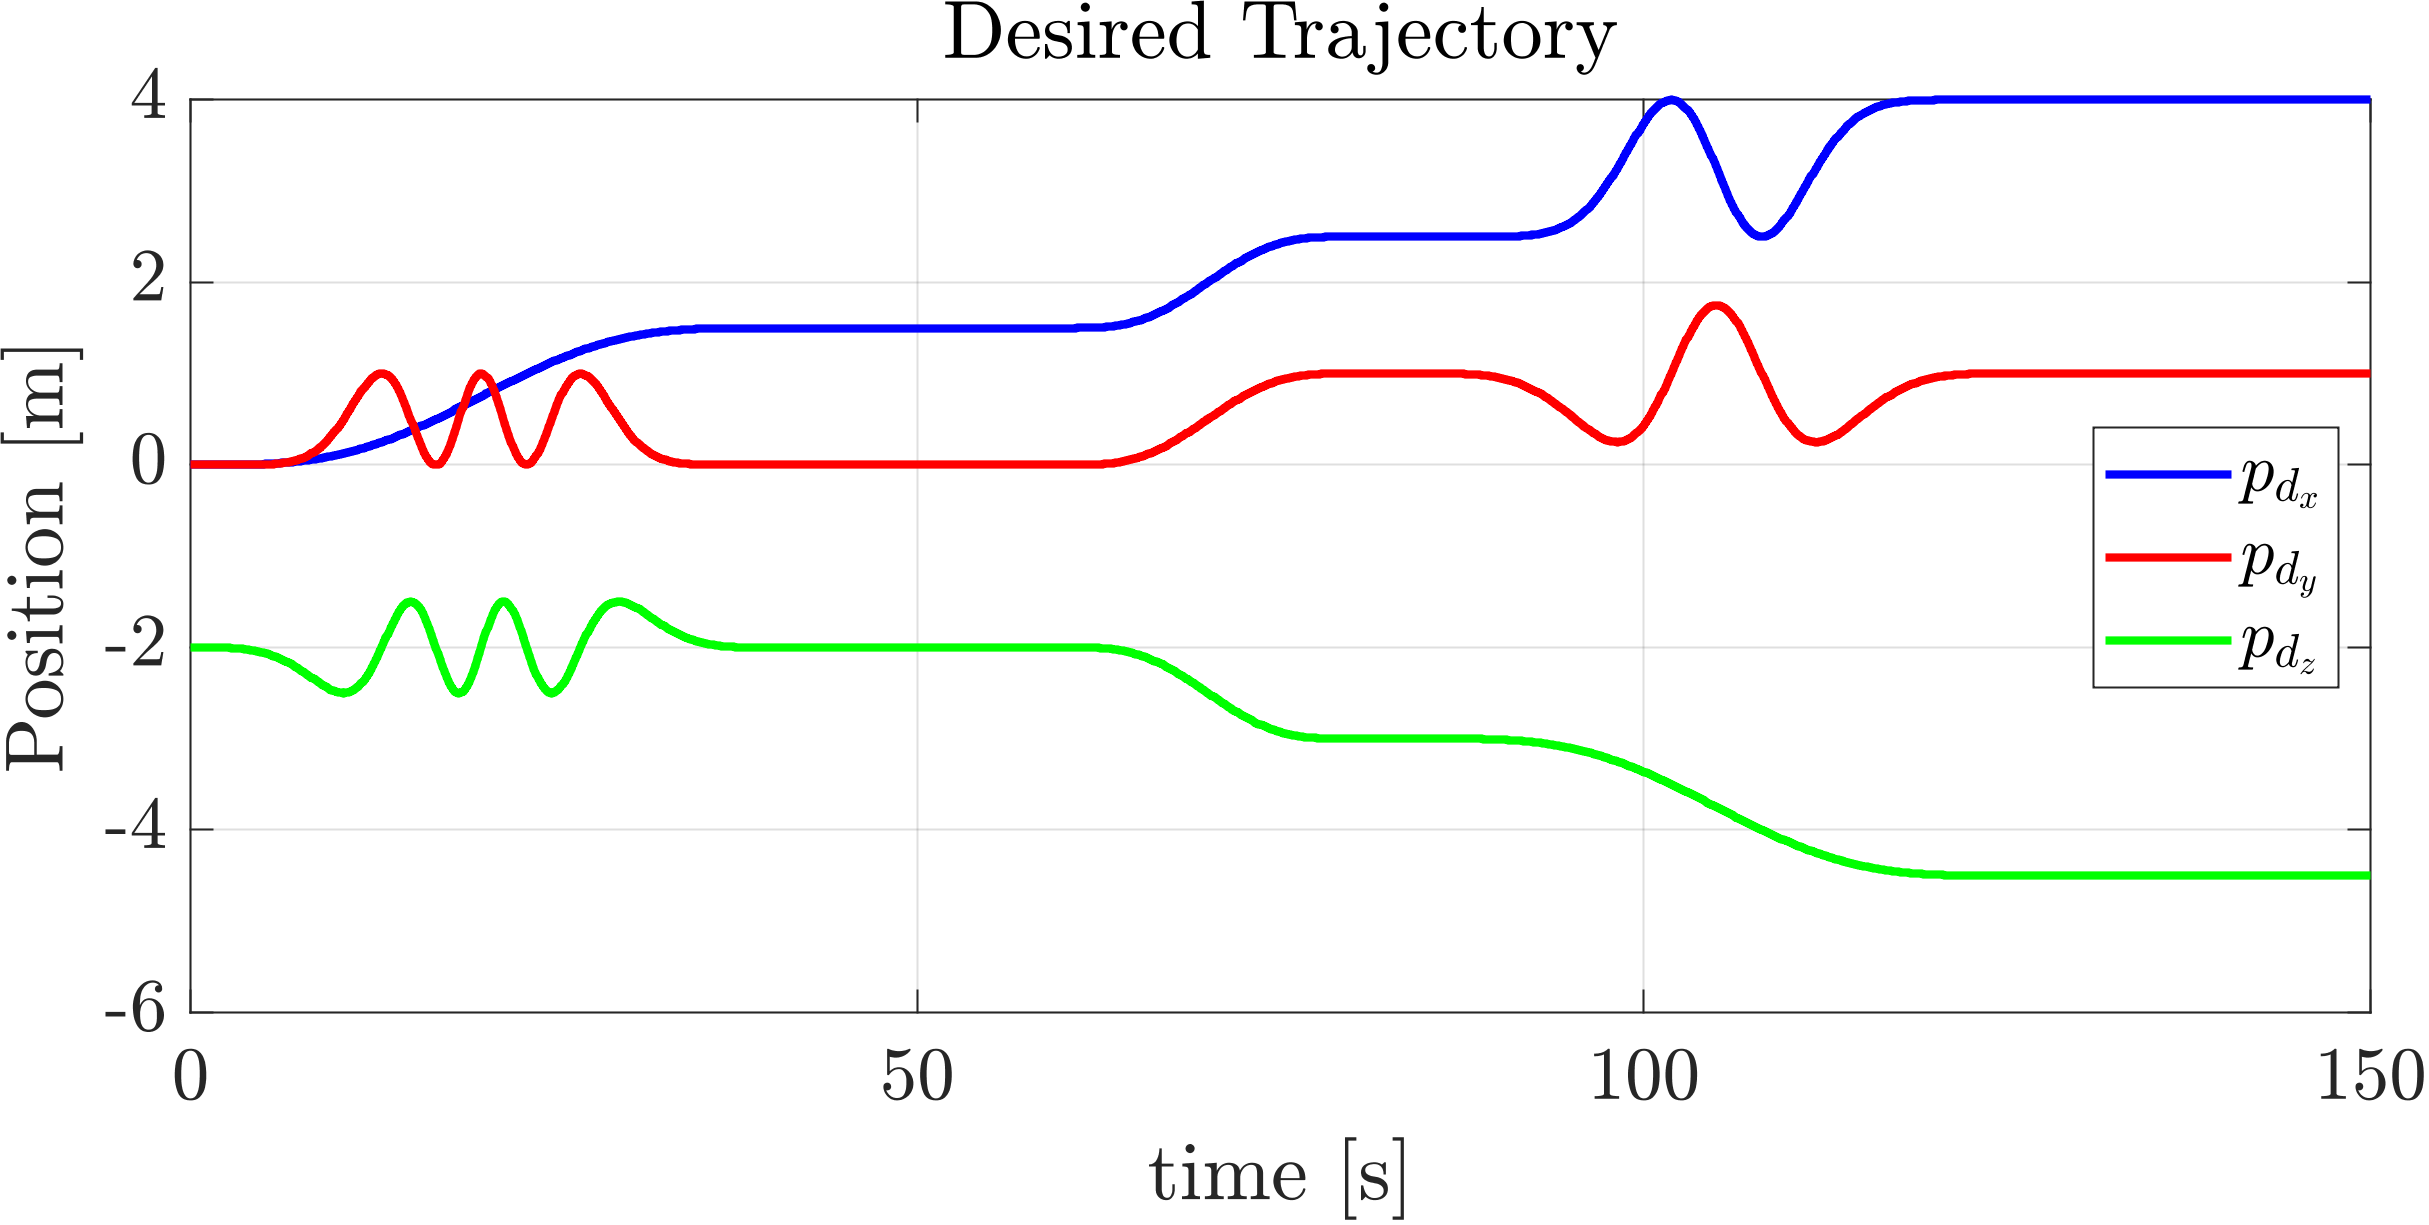 Desired Trajectory
Position [m]
4
2
0
-2
-4
-6
0 50 100 150
time [s]
p_{d_x}
p_{d_y}
p_{d_z}